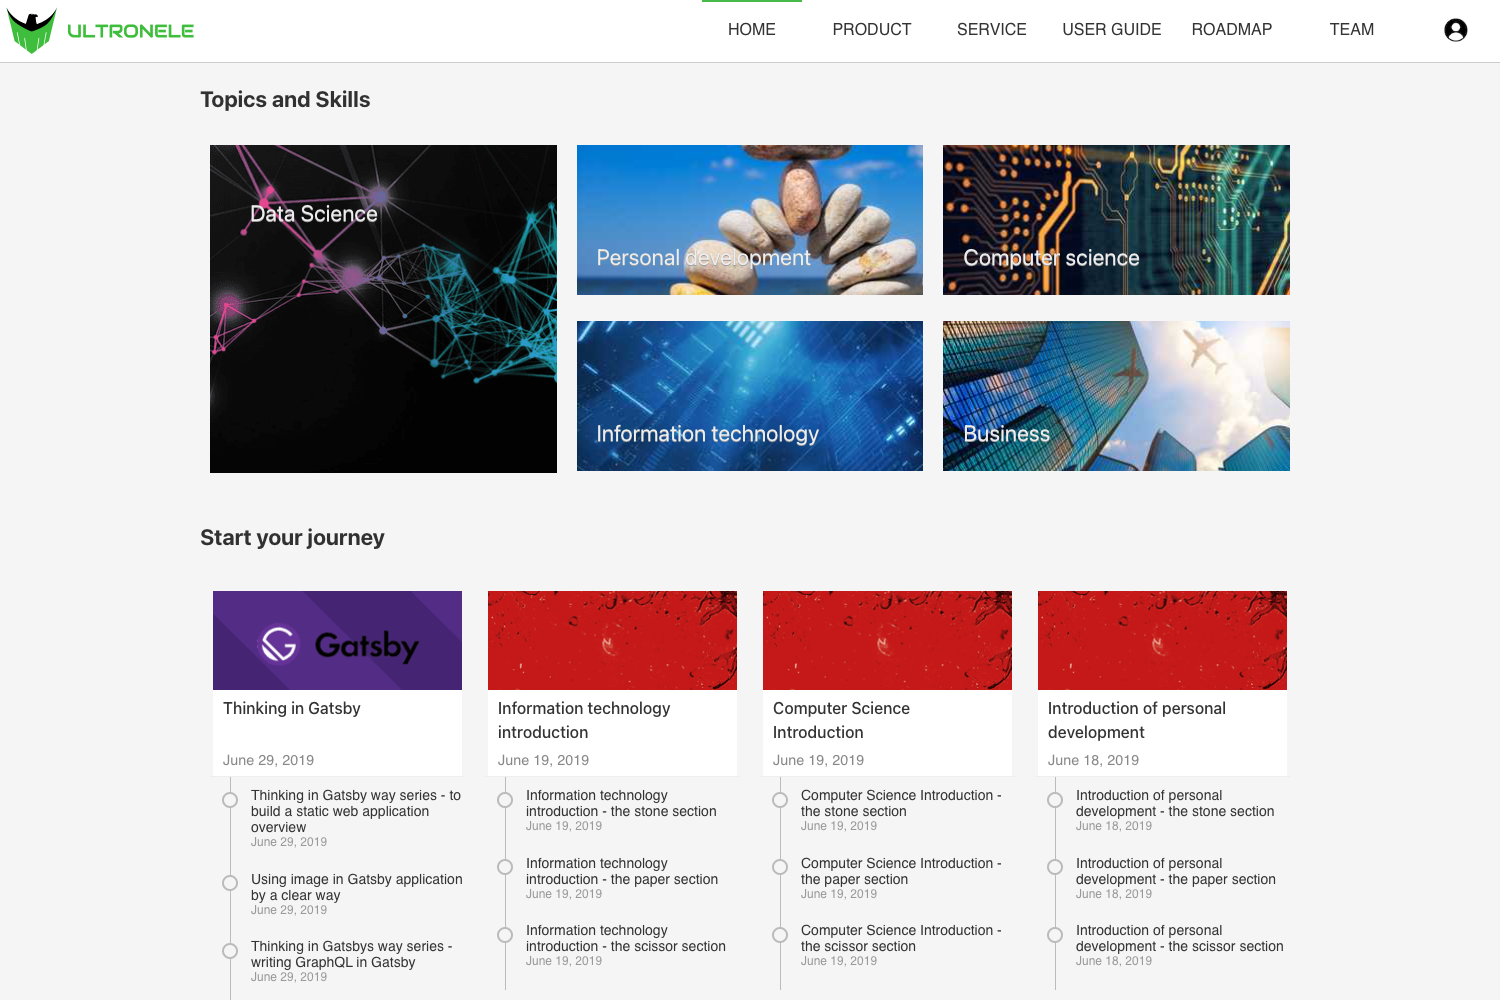 ULTRONELE
HOME
PRODUCT
SERVICE
USER GUIDE
ROADMAP
TEAM
Topics and Skills
Data Science
Personal development
Computer science
Information technology
Business
Start your journey
Gatsby
Thinking in Gatsby
June 29, 2019
Thinking in Gatsby way series - to
build a static web application
overview
June 29, 2019
Using image in Gatsby application
by a clear way
June 29, 2019
Thinking in Gatsbys way series -
writing GraphQL in Gatsby
June 29, 2019
Information technology
introduction
June 19, 2019
Information technology
introduction - the stone section
June 19, 2019
Information technology
introduction - the paper section
June 19, 2019
Information technology
introduction - the scissor section
June 19, 2019
Computer Science
Introduction
June 19, 2019
Computer Science Introduction -
the stone section
June 19, 2019
Computer Science Introduction -
the paper section
June 19, 2019
Computer Science Introduction -
the scissor section
June 19, 2019
Introduction of personal
development
June 18, 2019
Introduction of personal
development - the stone section
June 18, 2019
Introduction of personal
development - the paper section
June 18, 2019
Introduction of personal
development - the scissor section
June 18, 2019